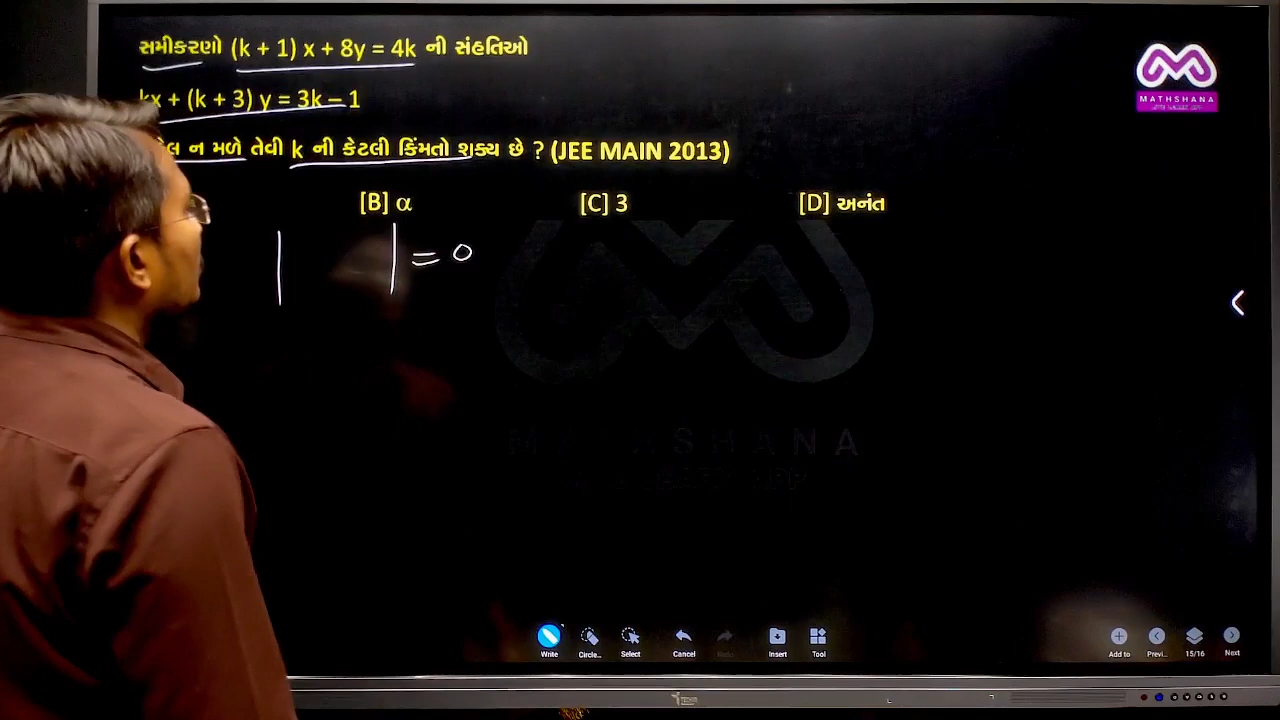 સમીકરણો (k + 1) x + 8y = 4k ની સંહતિઓ
kx + (k + 3) y = 3k – 1
ન મળે તેવી k ની કેટલી કિંમતો શક્ય છે ? (JEE MAIN 2013)
[B] α [C] 3 [D] અનંત
| | = 0
MATHSHANA
MATHSHANA
Write Circle... Select Cancel Redo Insert Tool
Add to Previ... 15/16 Next